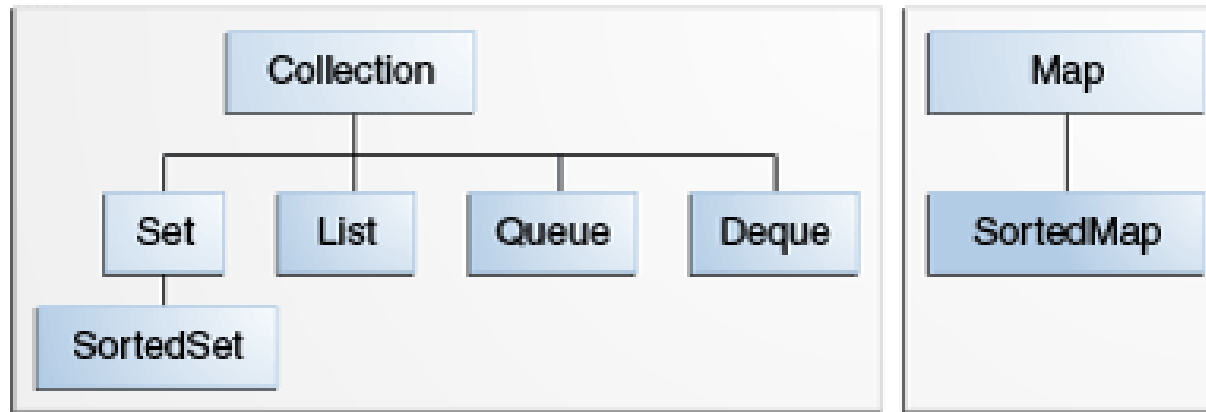 Collection
Map
Set
List
Queue
Deque
SortedMap
SortedSet